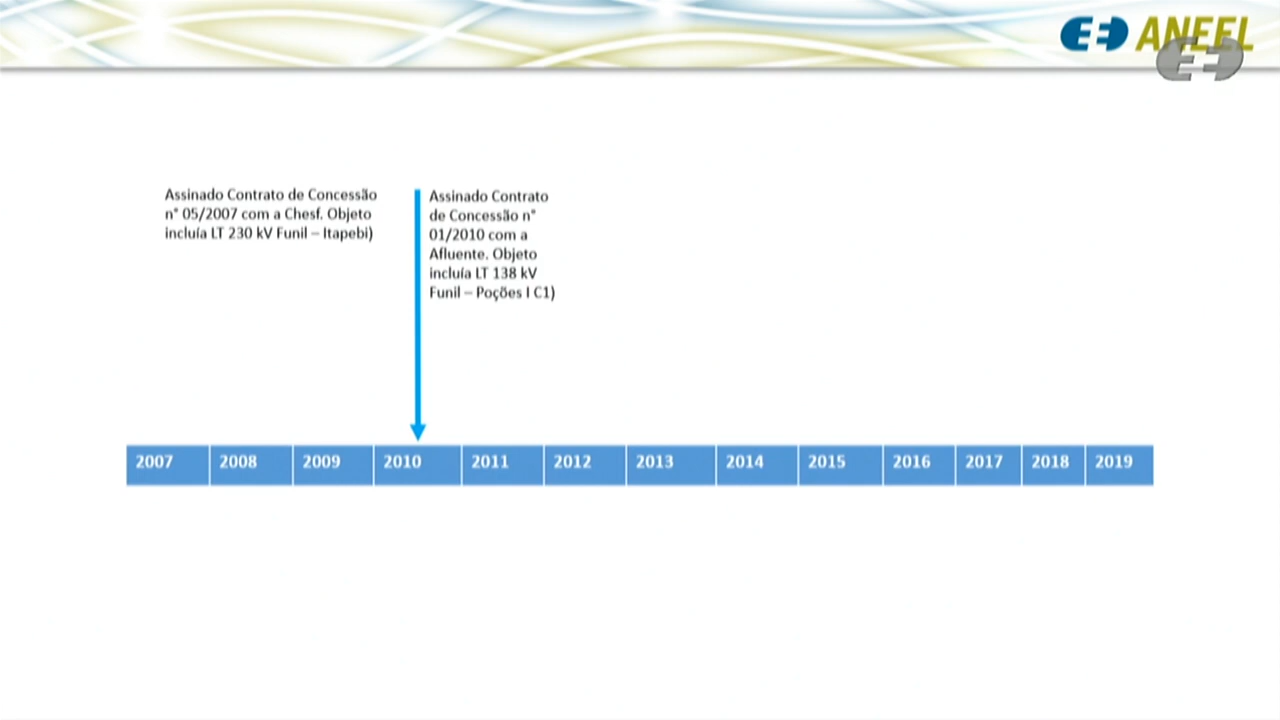 ANEEL
Assinado Contrato de Concessão
n° 05/2007 com a Chesf. Objeto
incluía LT 230 kV Funil – Itapebi)
Assinado Contrato
de Concessão n°
01/2010 com a
Afluente. Objeto
incluía LT 138 kV
Funil – Poções I C1)
2007 2008 2009 2010 2011 2012 2013 2014 2015 2016 2017 2018 2019